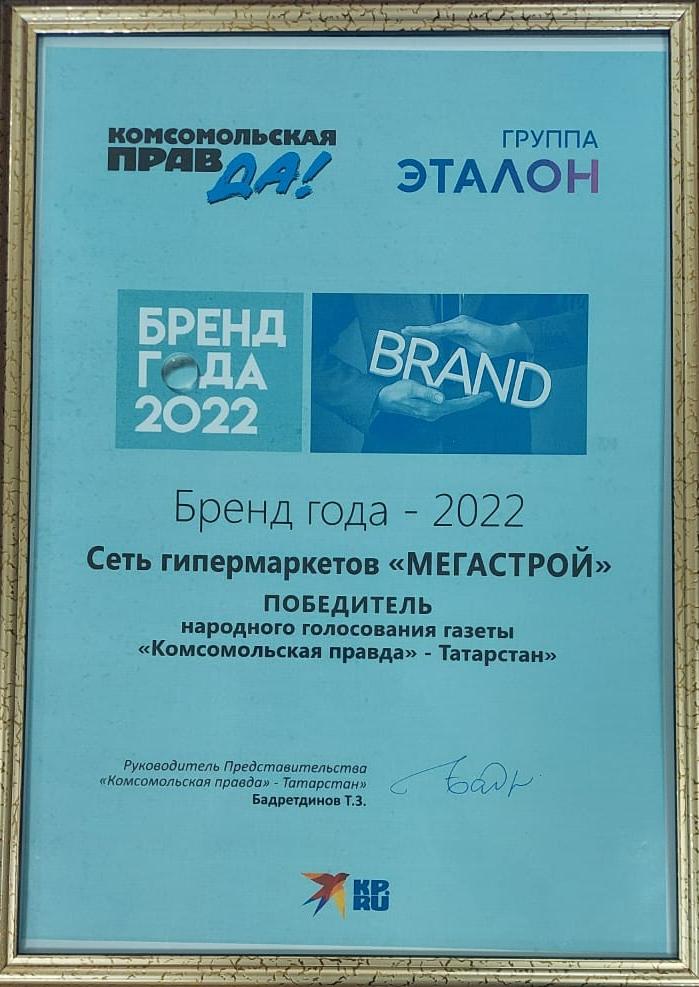 КОМСОМОЛЬСКАЯ
ПРАВДА!
ГРУППА
ЭТАЛОН
БРЕНД
ГОДА
2022
BRAND
Бренд года - 2022
Сеть гипермаркетов «МЕГАСТРОЙ»
ПОБЕДИТЕЛЬ
народного голосования газеты
«Комсомольская правда» - Татарстан»
Руководитель Представительства
«Комсомольская правда» - Татарстан»
Бадретдинов Т.З.
KP.
RU